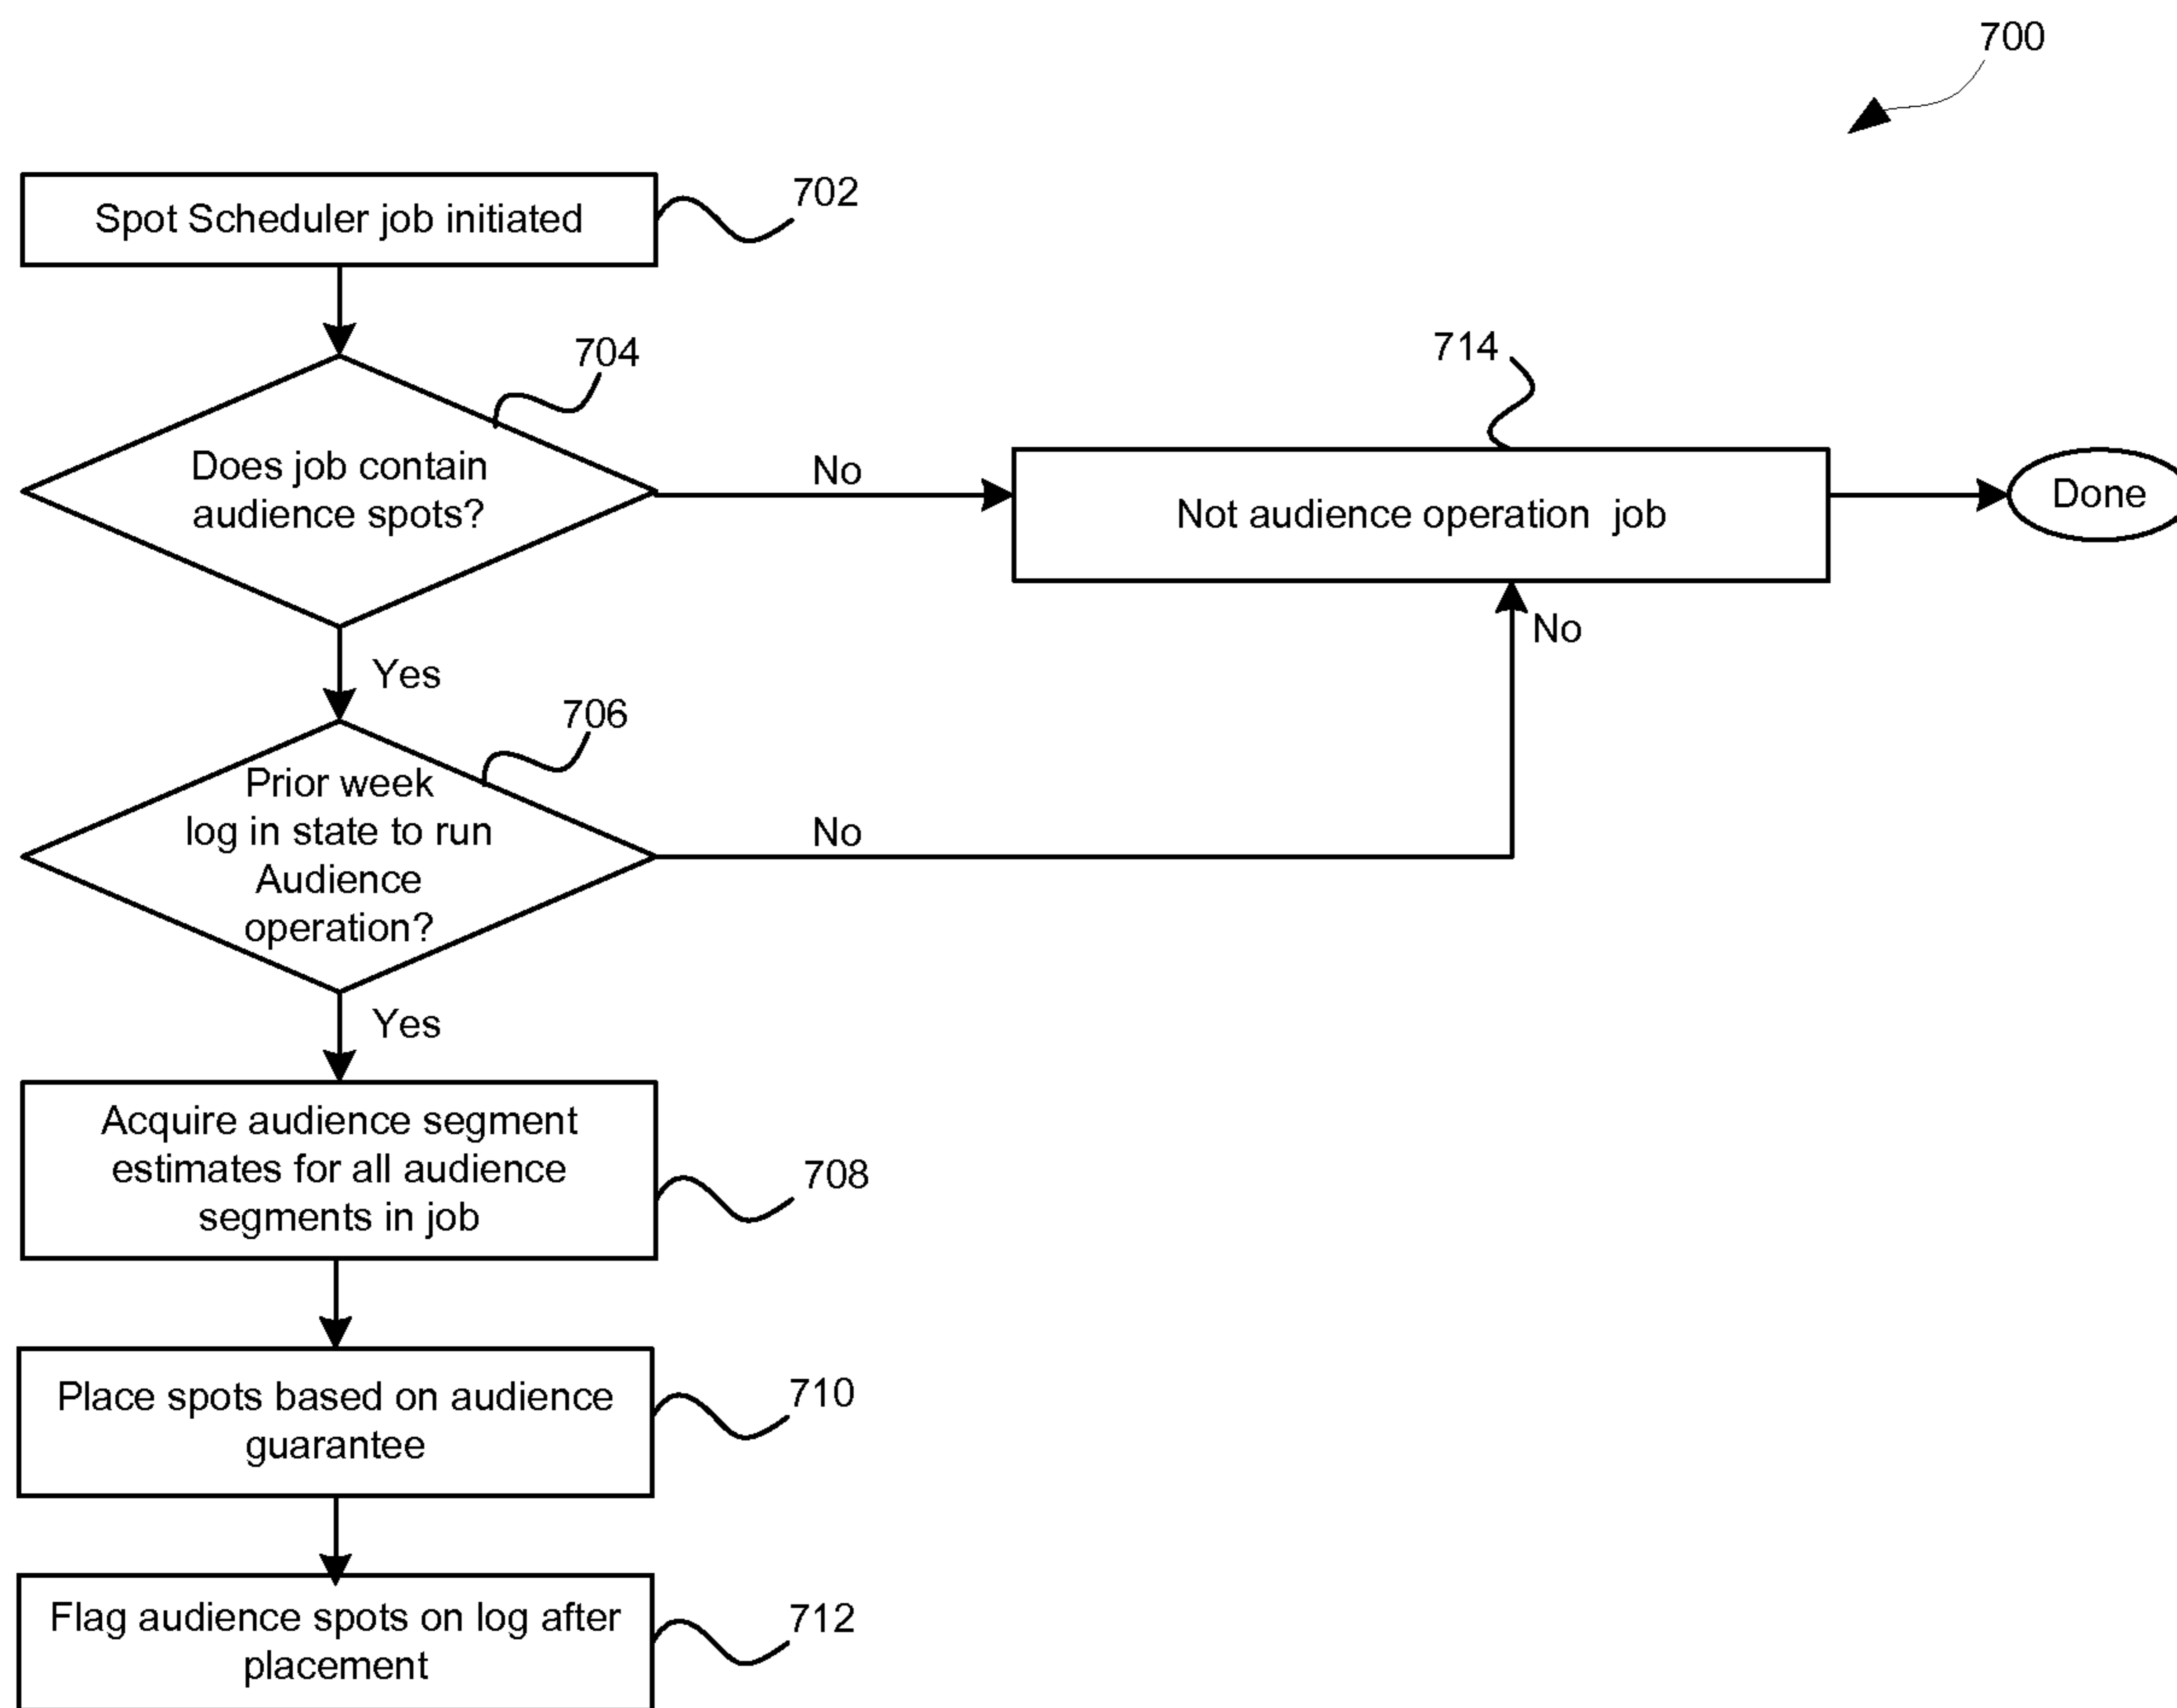 700
Spot Scheduler job initiated
702
704
Does job contain
audience spots?
No
714
Not audience operation job
Done
Yes
No
706
Prior week
log in state to run
Audience
operation?
No
Yes
Acquire audience segment
estimates for all audience
segments in job
708
Place spots based on audience
guarantee
710
Flag audience spots on log after
placement
712